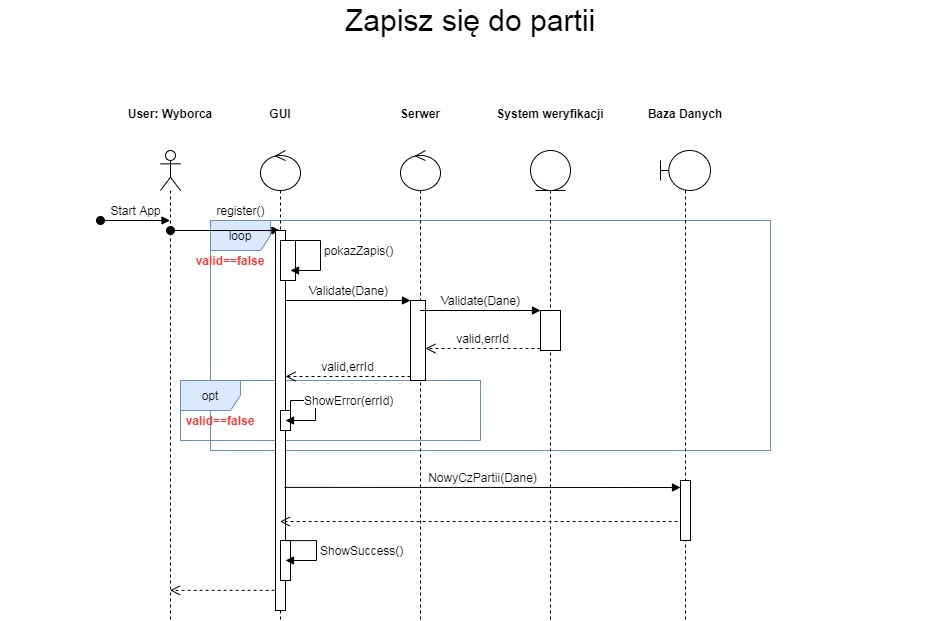 Zapisz się do partii
User: Wyborca
GUI
Serwer
System weryfikacji
Baza Danych
Start App
register()
loop
valid==false
pokazZapis()
Validate(Dane)
Validate(Dane)
valid,errId
valid,errId
opt
valid==false
ShowError(errId)
NowyCzPartii(Dane)
ShowSuccess()